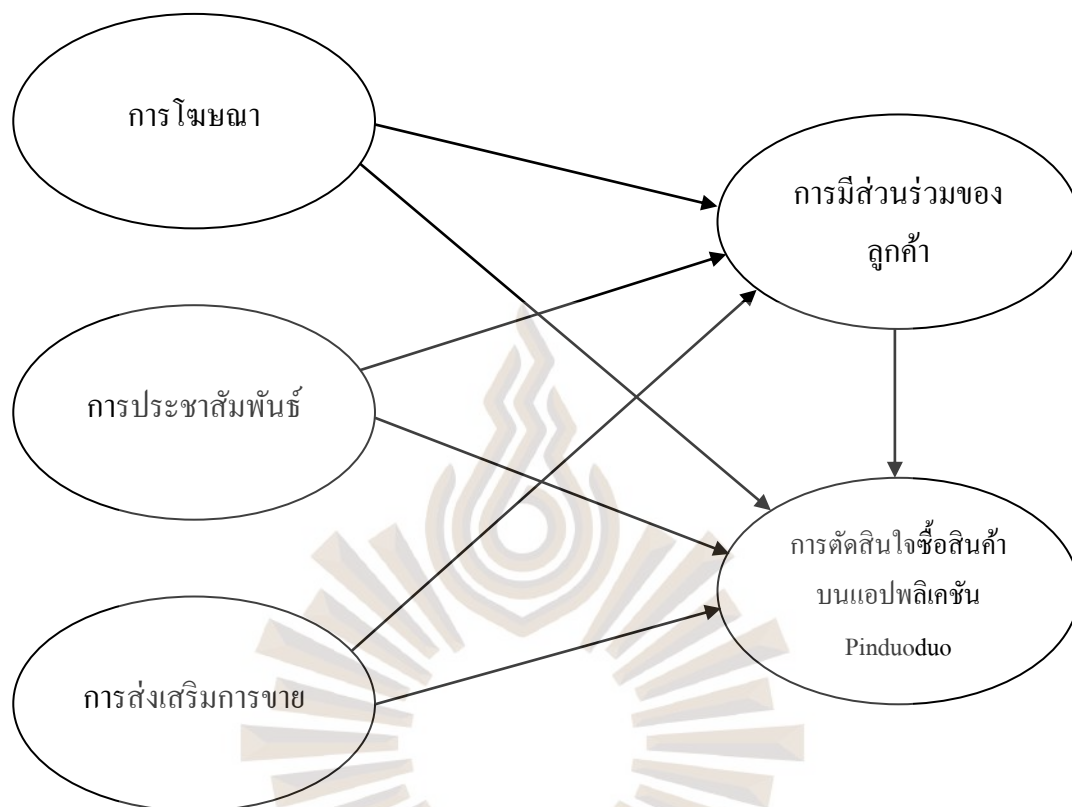 การโฆษณา
การมีส่วนร่วมของ
ลูกค้า
การประชาสัมพันธ์
การตัดสินใจซื้อสินค้า
บนแอปพลิเคชัน
Pinduoduo
การส่งเสริมการขาย